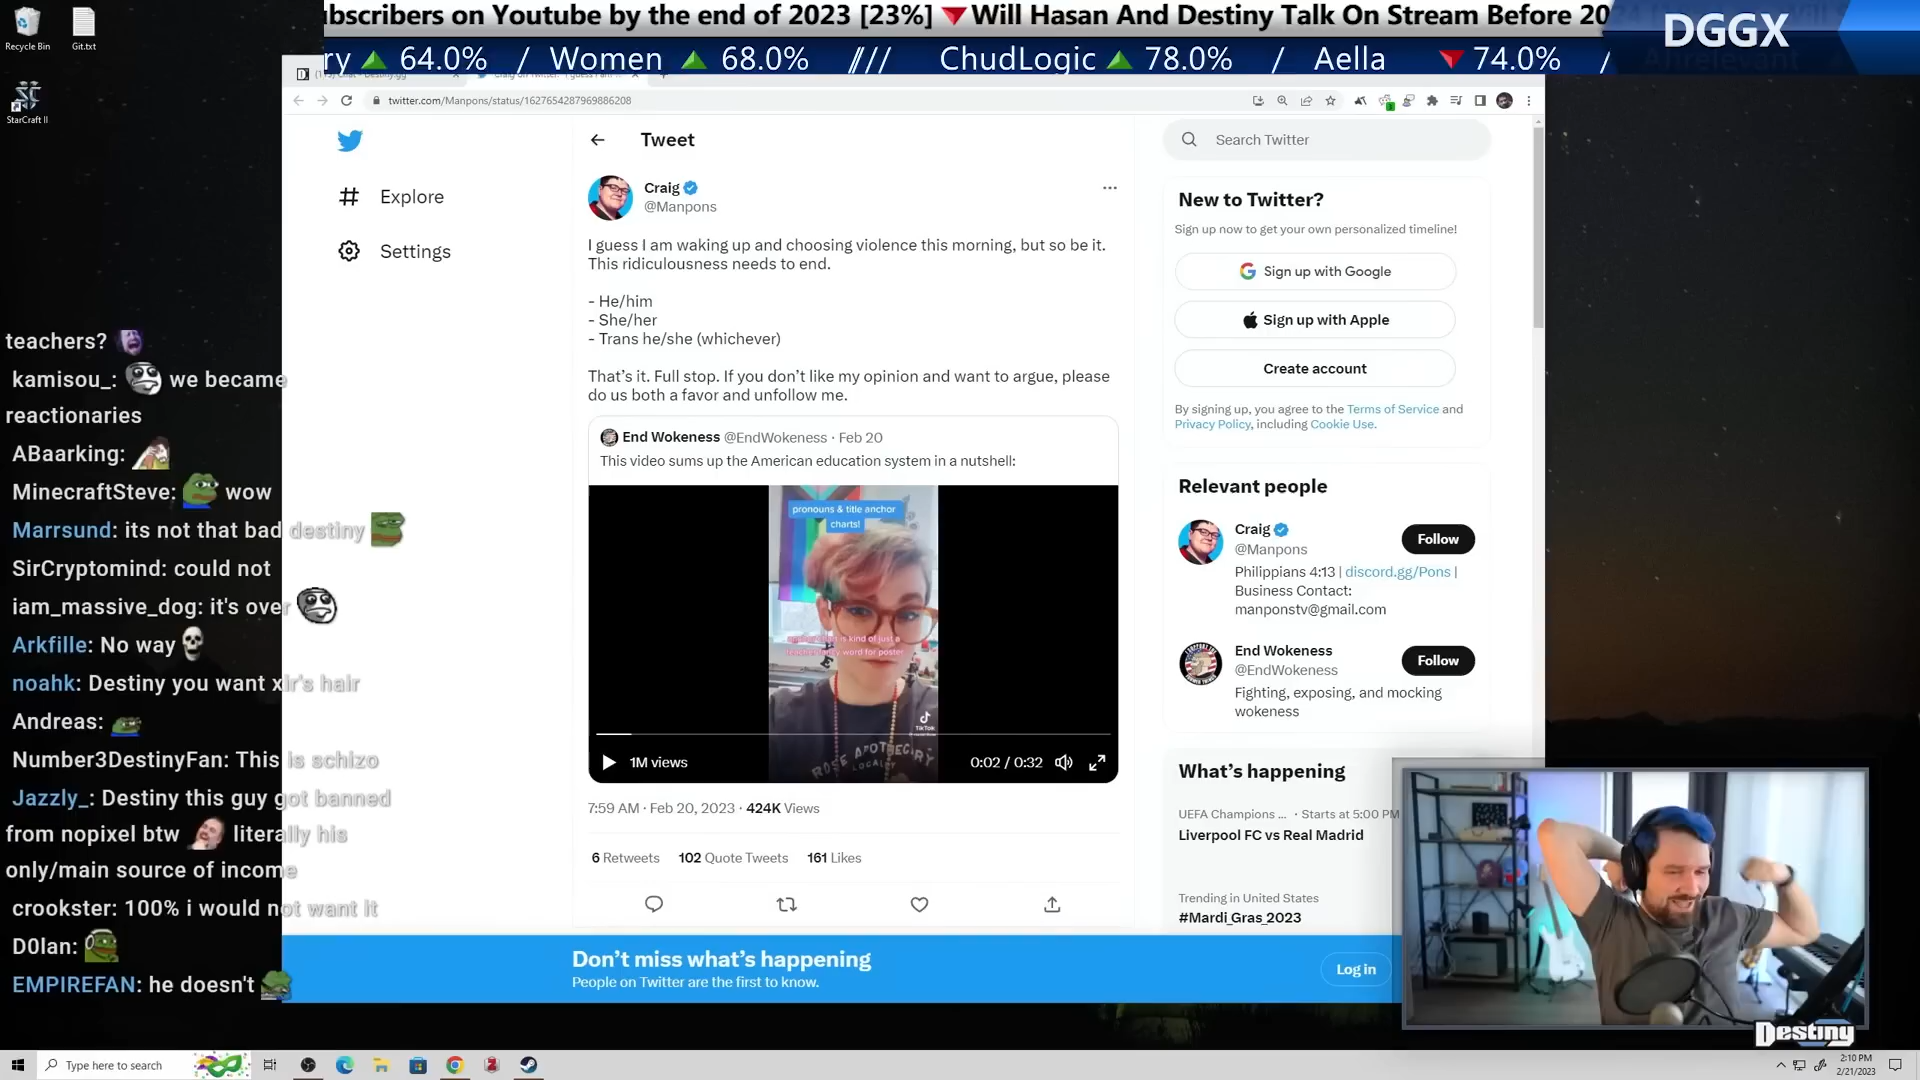 bscribers on Youtube by the end of 2023 [23%] Will Hasan And Destiny Talk On Stream Before 20
DGGX
ry 64.0% / Women 68.0% /// ChudLogic 78.0% / Aella 74.0% /
Recycle Bin
Git.txt
StarCraft II
twitter.com/Manpons/status/1627654287969886208
Explore
Settings
Tweet
Craig
@Manpons
I guess I am waking up and choosing violence this morning, but so be it.
This ridiculousness needs to end.
- He/him
- She/her
- Trans he/she (whichever)
That's it. Full stop. If you don't like my opinion and want to argue, please
do us both a favor and unfollow me.
End Wokeness @EndWokeness · Feb 20
This video sums up the American education system in a nutshell:
pronouns & title anchor
charts!
is kind of just a
teacher fancy word for poster
TikTok
ROSE APOTHECARY
LOCALLY
1M views
0:02 / 0:32
7:59 AM · Feb 20, 2023 · 424K Views
6 Retweets 102 Quote Tweets 161 Likes
Search Twitter
New to Twitter?
Sign up now to get your own personalized timeline!
Sign up with Google
Sign up with Apple
Create account
By signing up, you agree to the Terms of Service and
Privacy Policy, including Cookie Use.
Relevant people
Craig
@Manpons
Follow
Philippians 4:13 | discord.gg/Pons |
Business Contact:
manponstv@gmail.com
End Wokeness
@EndWokeness
Follow
Fighting, exposing, and mocking
wokeness
What's happening
UEFA Champions ... · Starts at 5:00 PM
Liverpool FC vs Real Madrid
Trending in United States
#Mardi_Gras_2023
Don't miss what's happening
People on Twitter are the first to know.
Log in
teachers?
kamisou_: we became
reactionaries
ABaarking:
MinecraftSteve: wow
Marrsund: its not that bad destiny
SirCryptomind: could not
iam_massive_dog: it's over
Arkfille: No way
noahk: Destiny you want xir's hair
Andreas:
Number3DestinyFan: This is schizo
Jazzly_: Destiny this guy got banned
from nopixel btw literally his
only/main source of income
crookster: 100% i would not want it
D0lan:
EMPIREFAN: he doesn't
Destiny
Type here to search
2:10 PM
2/21/2023